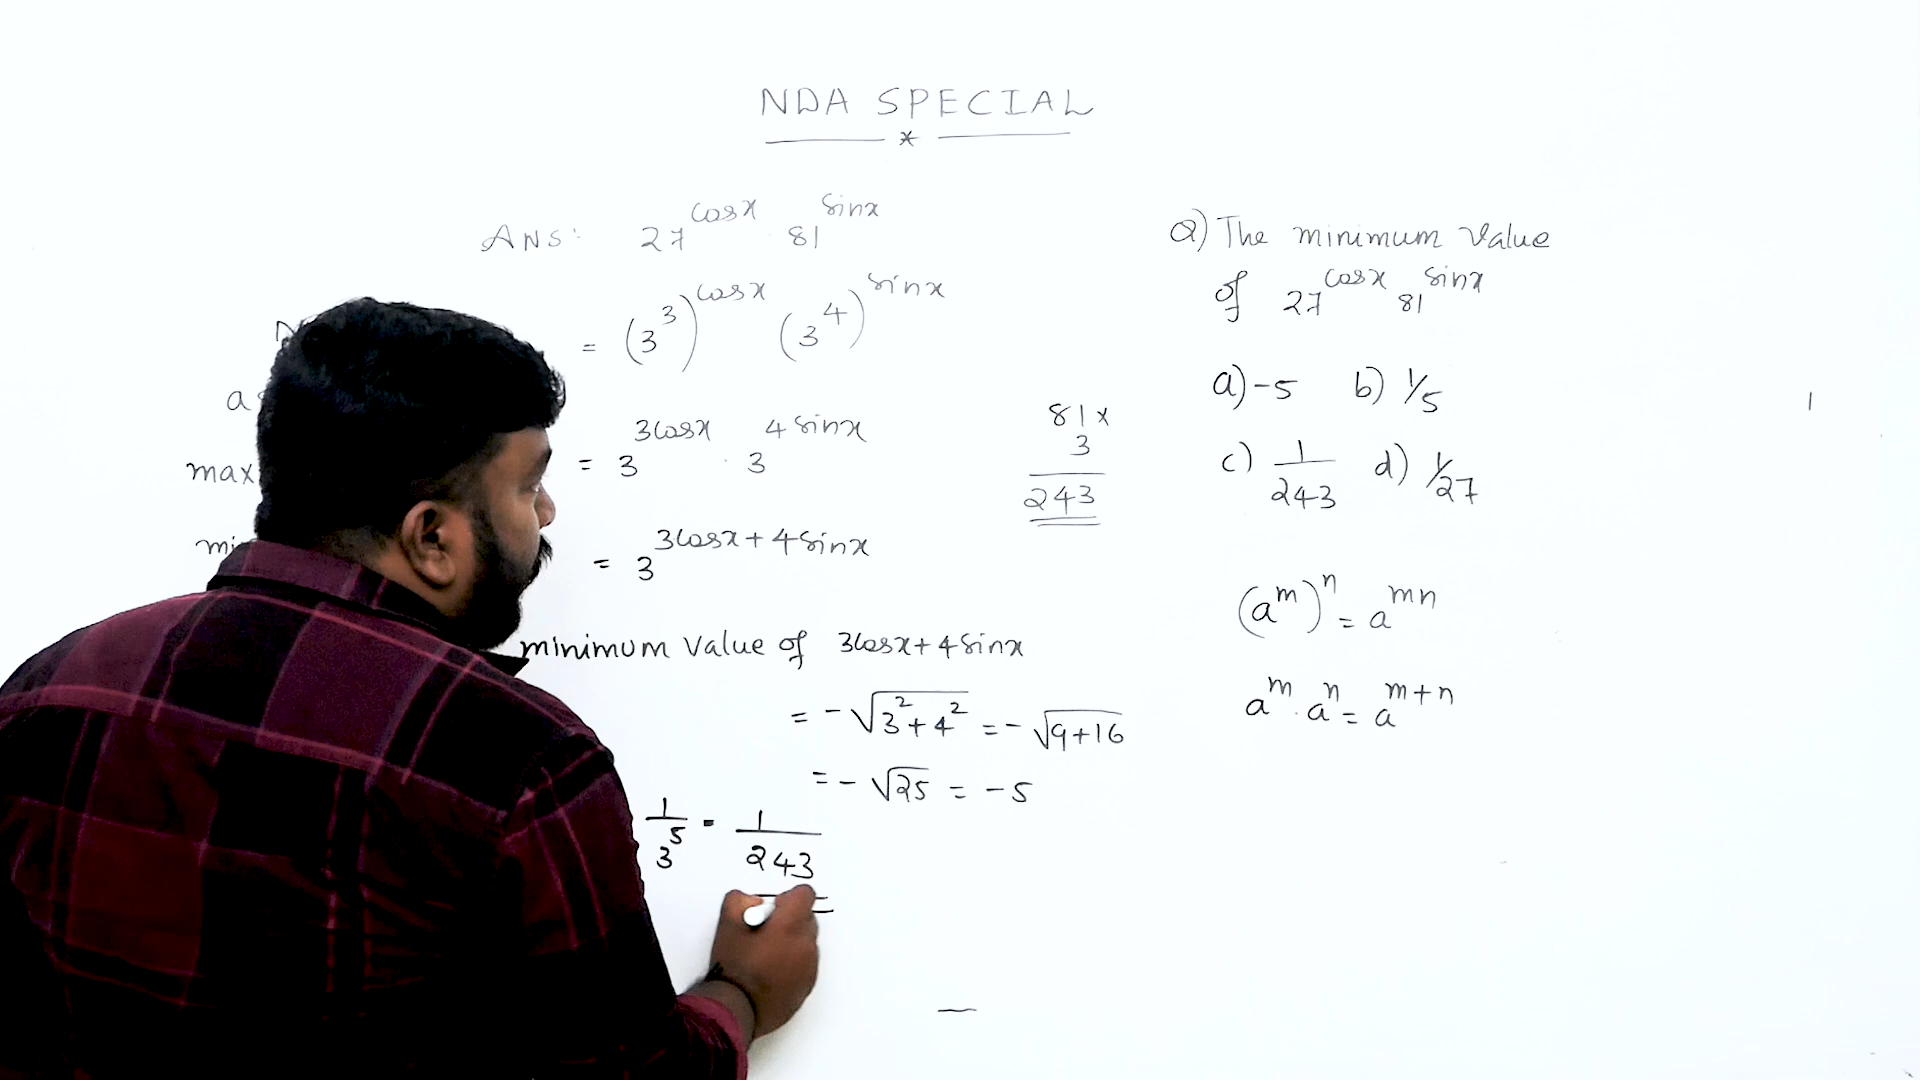 NDA SPECIAL
*
Ans: 27^cosx . 81^sinx
= (3^3)^cosx (3^4)^sinx
= 3^3cosx . 3^4sinx
= 3^3cosx+4sinx
minimum value of 3cosx+4sinx
= -√3²+4² = -√9+16
= -√25 = -5
1/3^5 = 1/243
a
max
81x
3
243
Q) The minimum value
of 27^cosx 81^sinx
a) -5 b) 1/5
c) 1/243 d) 1/27
(a^m)^n = a^mn
a^m . a^n = a^m+n